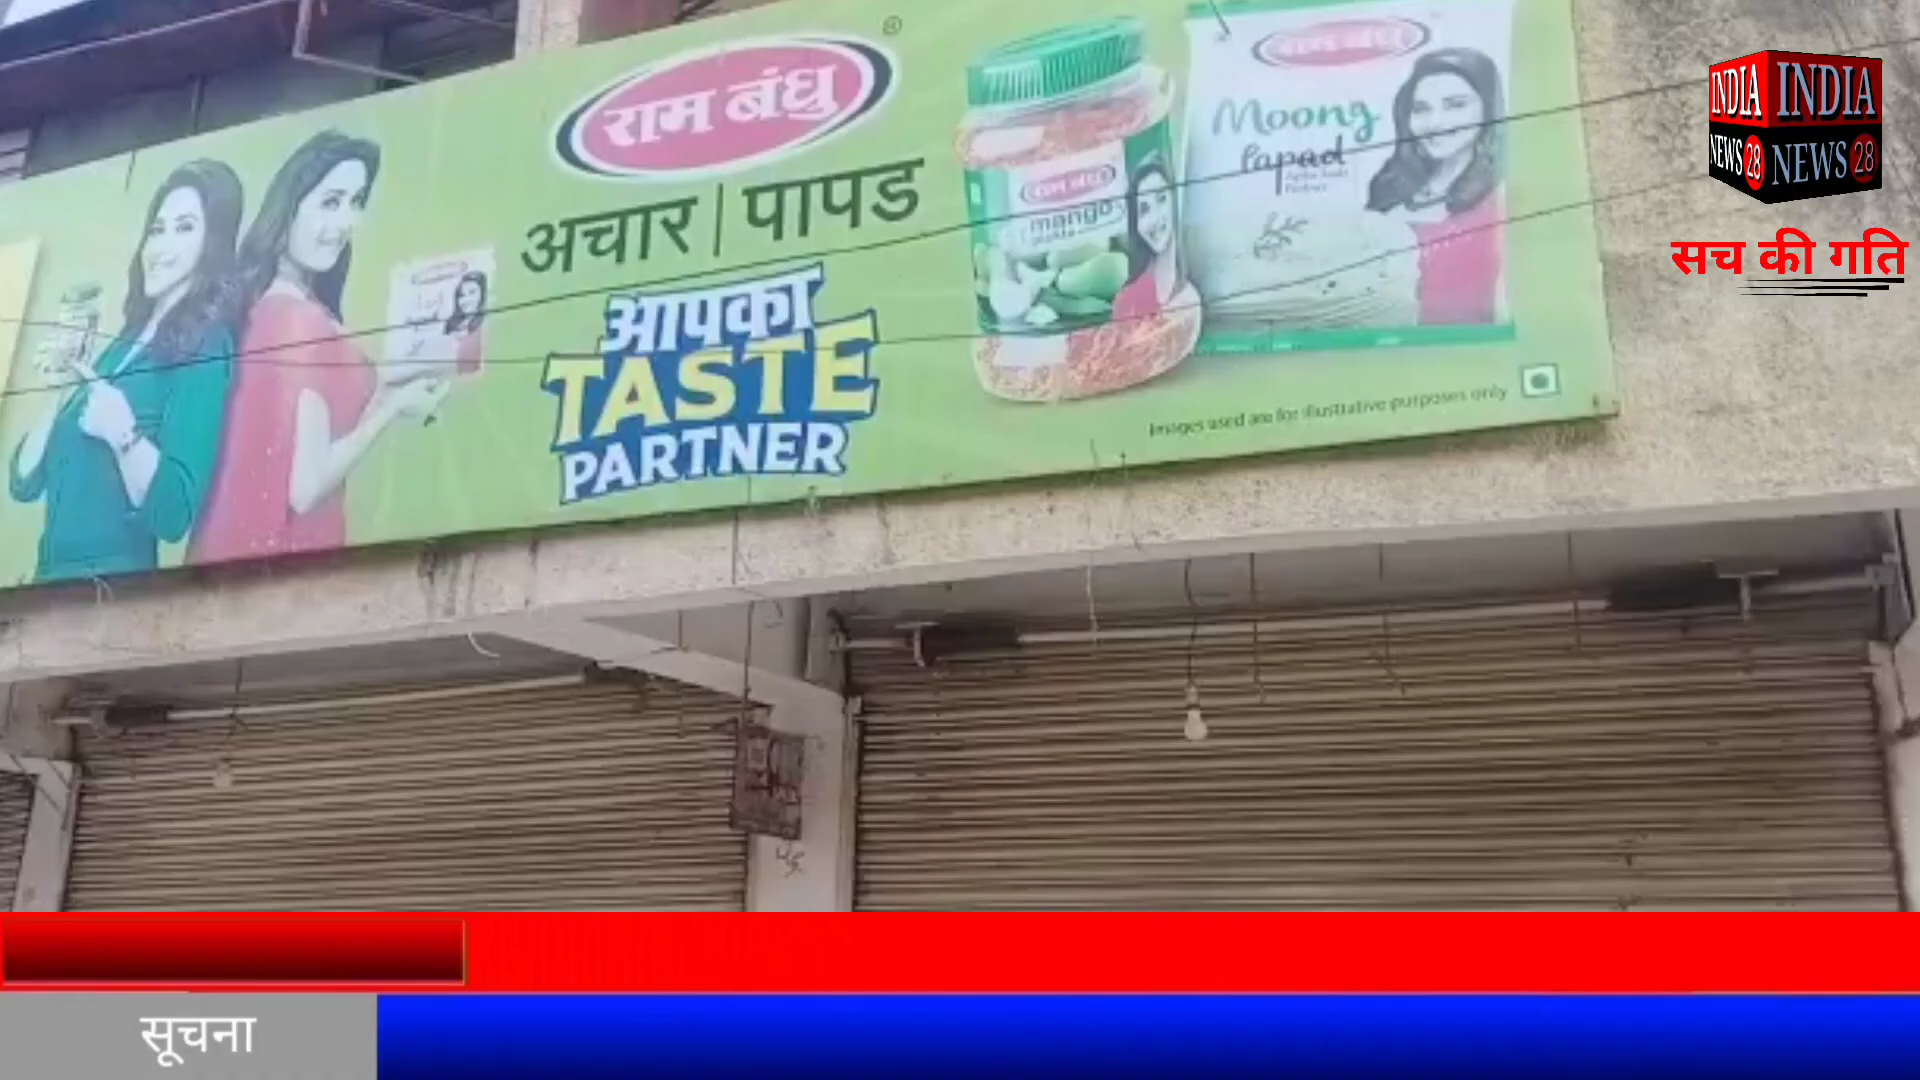 राम बंधु
®
अचार | पापड
आपका
TASTE
PARTNER
राम बंधु
mango
राम बंधु
Moong
Papad
Images used are for illustrative purposes only
INDIA INDIA
NEWS 28 NEWS 28
सच की गति
सूचना